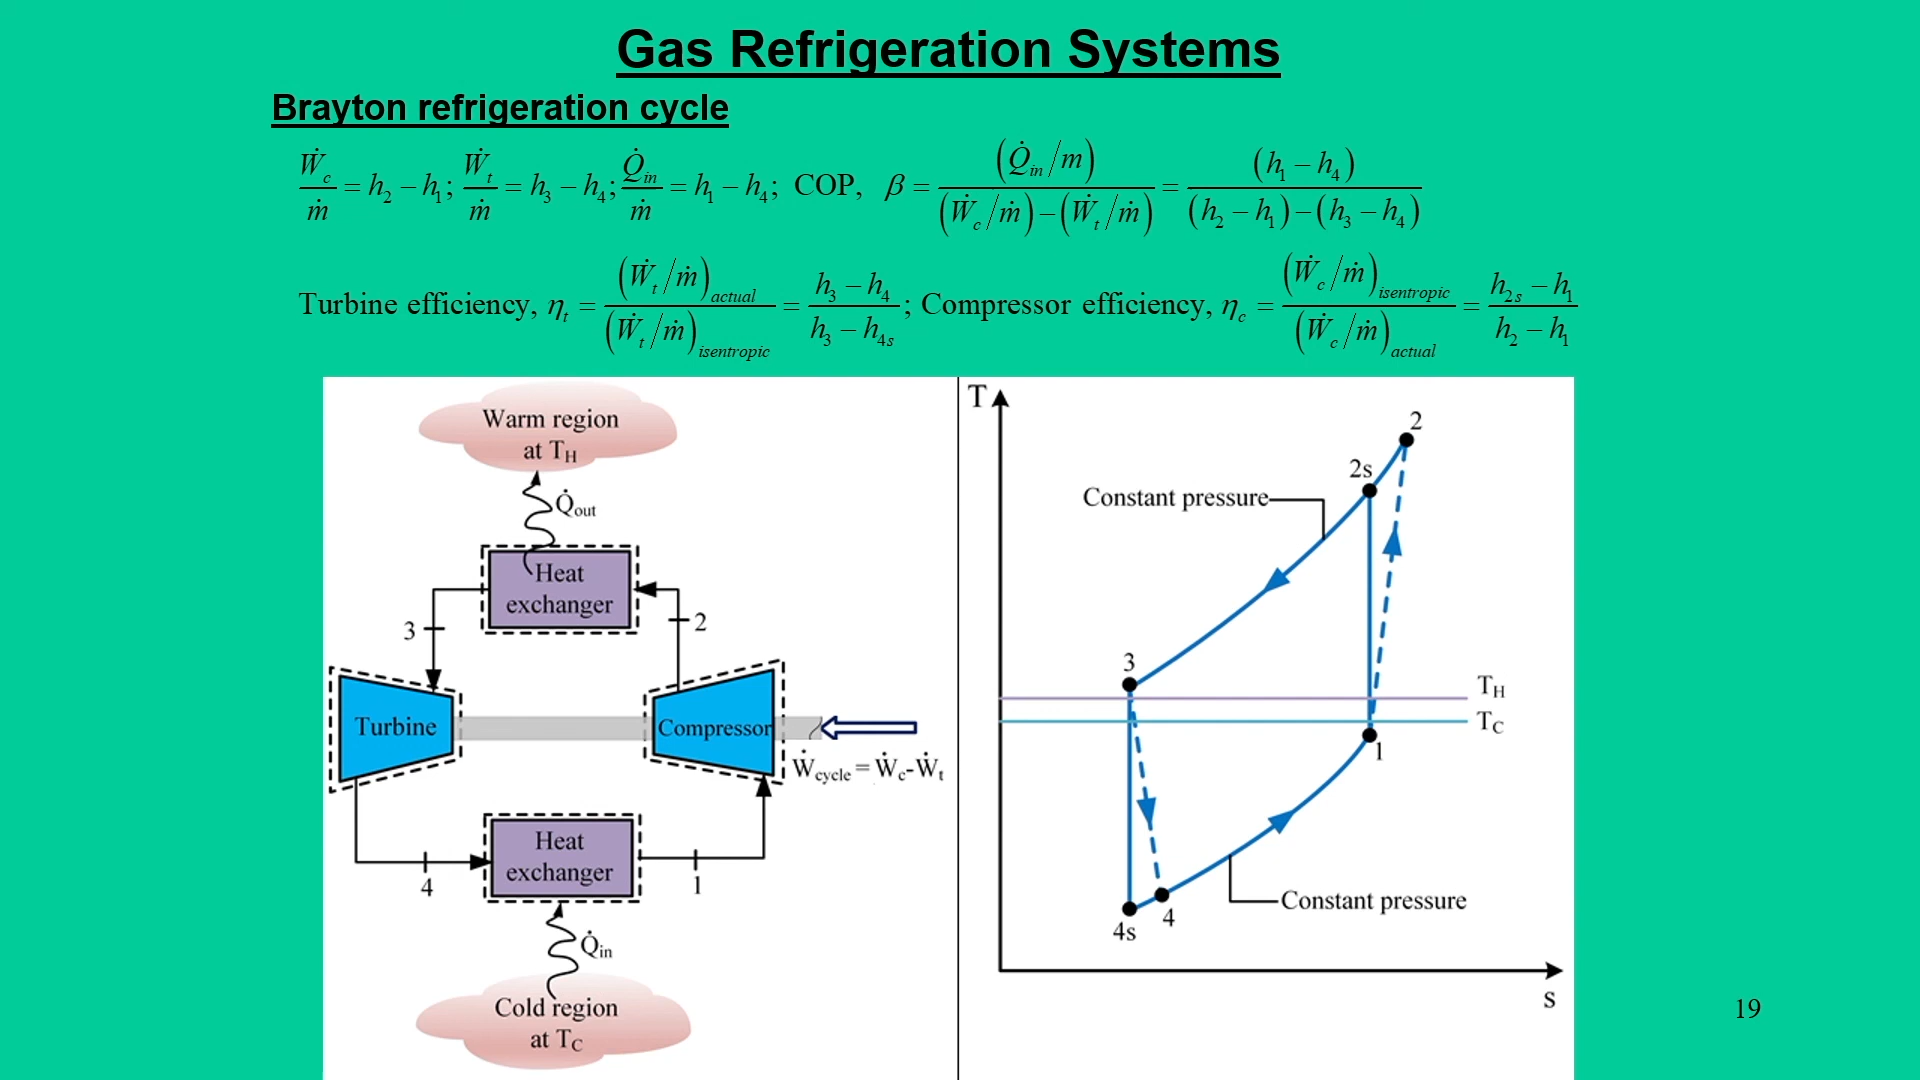 Gas Refrigeration Systems
Brayton refrigeration cycle
Ẇc/ṁ = h2 − h1; Ẇt/ṁ = h3 − h4; Q̇in/ṁ = h1 − h4; COP, β = (Q̇in/m)/((Ẇc/ṁ)−(Ẇt/ṁ)) = (h1 − h4)/((h2 − h1)−(h3 − h4))
Turbine efficiency, ηt = (Ẇt/ṁ)actual/(Ẇt/ṁ)isentropic = (h3 − h4)/(h3 − h4s); Compressor efficiency, ηc = (Ẇc/ṁ)isentropic/(Ẇc/ṁ)actual = (h2s − h1)/(h2 − h1)
Warm region
at TH
Q̇out
Heat
exchanger
3
2
Turbine
Compressor
Ẇcycle = Ẇc-Ẇt
Heat
exchanger
4
1
Q̇in
Cold region
at TC
T
2
2s
Constant pressure
3
TH
TC
1
Constant pressure
4
4s
s
19